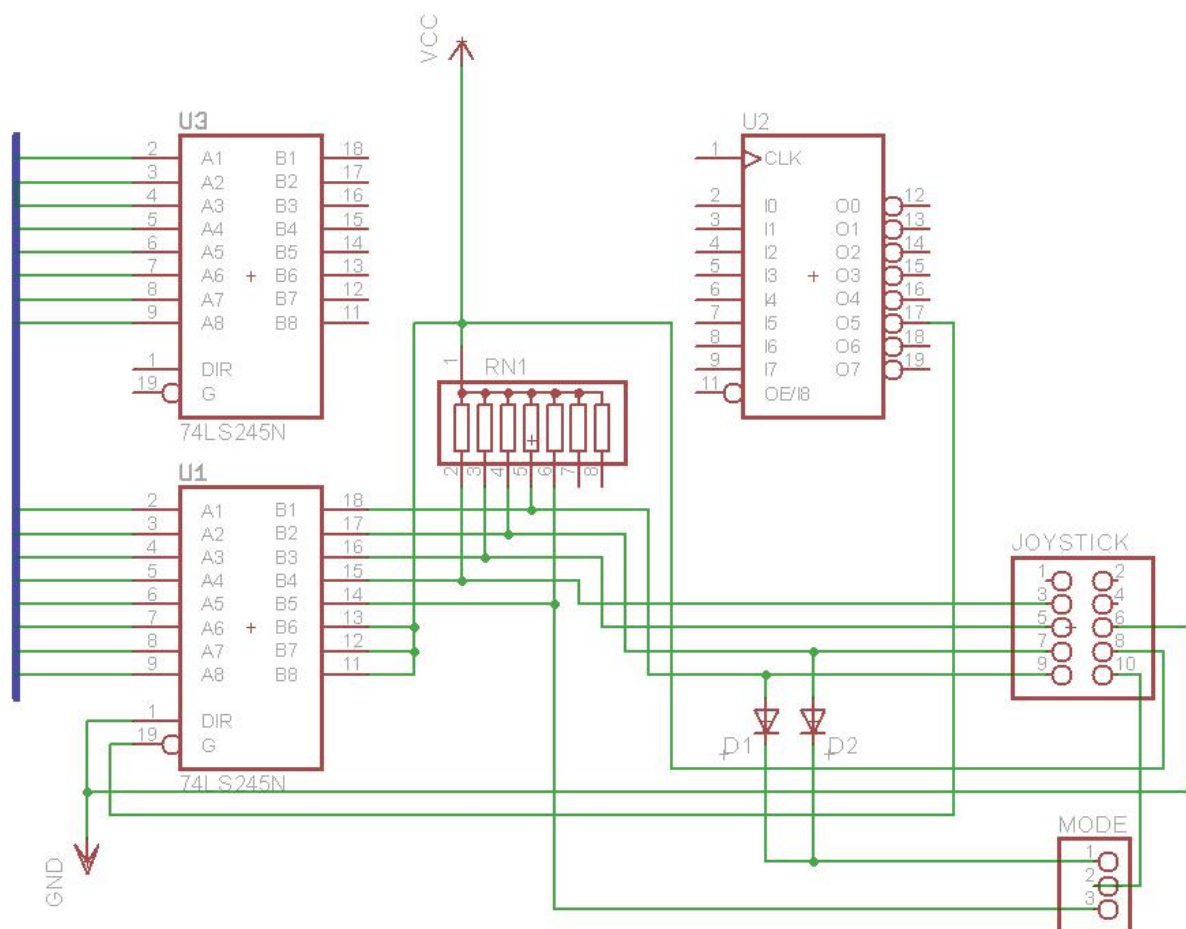 VCC
U3
2 A1 B1 18
3 A2 B2 17
4 A3 B3 16
5 A4 B4 15
6 A5 B5 14
7 A6 B6 13
8 A7 B7 12
9 A8 B8 11
1 DIR
19 G
74LS245N
U2
1 CLK
2 I0 O0 12
3 I1 O1 13
4 I2 O2 14
5 I3 O3 15
6 I4 O4 16
7 I5 O5 17
8 I6 O6 18
9 I7 O7 19
11 OE/I8
1 RN1
2 3 4 5 6 7 8
U1
2 A1 B1 18
3 A2 B2 17
4 A3 B3 16
5 A4 B4 15
6 A5 B5 14
7 A6 B6 13
8 A7 B7 12
9 A8 B8 11
1 DIR
19 G
74LS245N
JOYSTICK
1 2
3 4
5 6
7 8
9 10
D1 D2
GND
MODE
1
2
3